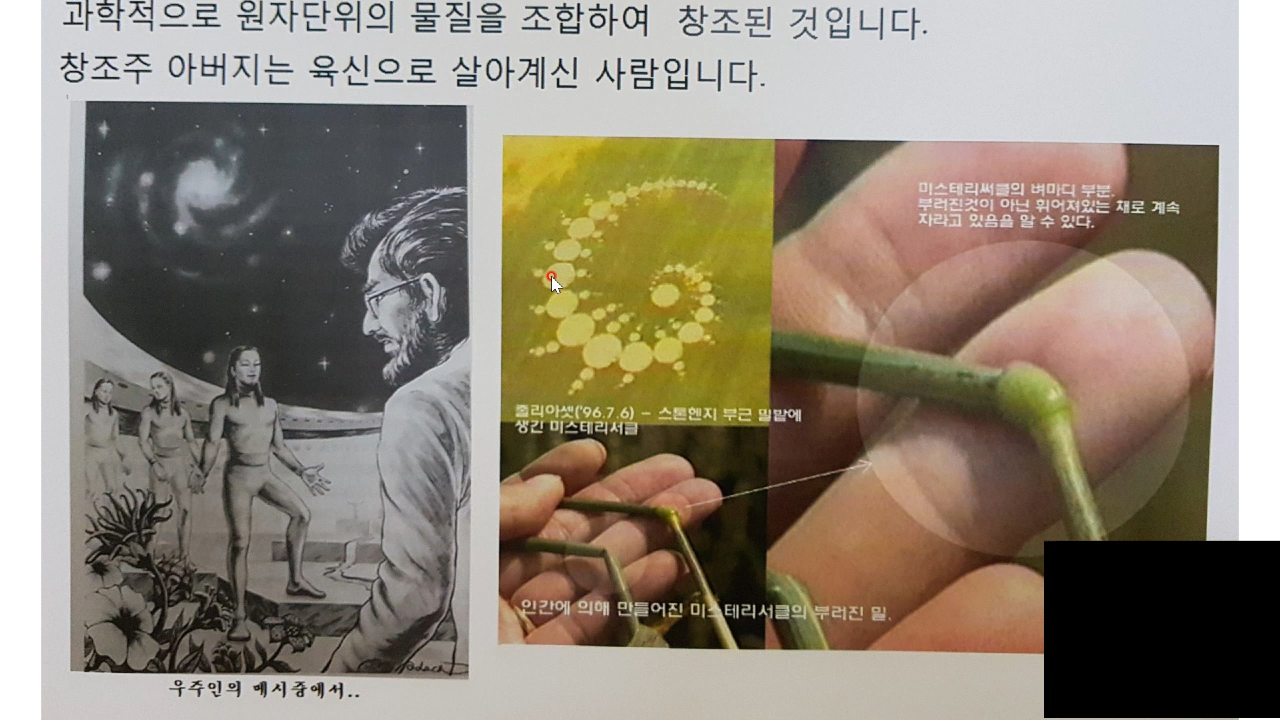 과학적으로 원자단위의 물질을 조합하여 창조된 것입니다.
창조주 아버지는 육신으로 살아계신 사람입니다.
우주인의 메시중에서..
줄리아셋('96.7.6) - 스톤헨지 부근 밀밭에
생긴 미스테리서클
미스테리써클의 벼마디 부분.
부러진것이 아닌 휘어져있는 채로 계속
자라고 있음을 알 수 있다.
인간에 의해 만들어진 미스테리서클의 부러진 밀.